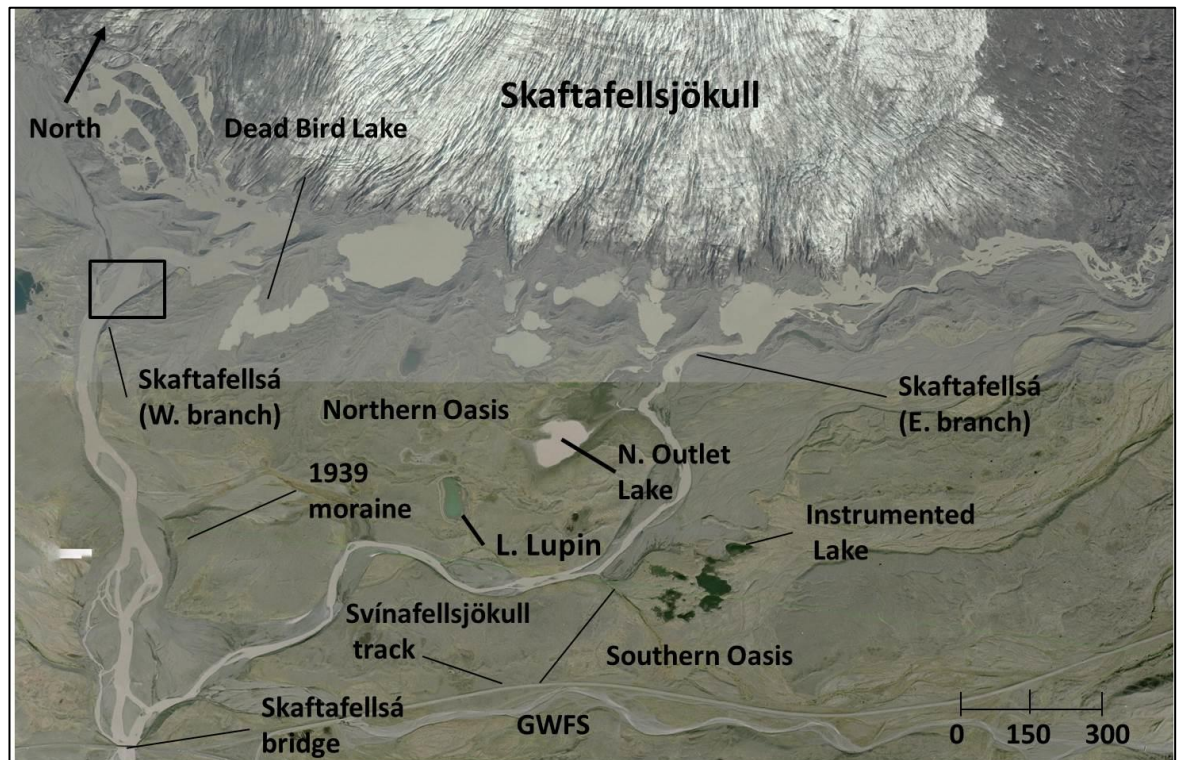 Skaftafellsjökull
North
Dead Bird Lake
Skaftafellsá
(W. branch)
Skaftafellsá
(E. branch)
Northern Oasis
N. Outlet
Lake
1939
moraine
L. Lupin
Instrumented
Lake
Svínafellsjökull
track
Southern Oasis
Skaftafellsá
bridge
GWFS
0 150 300